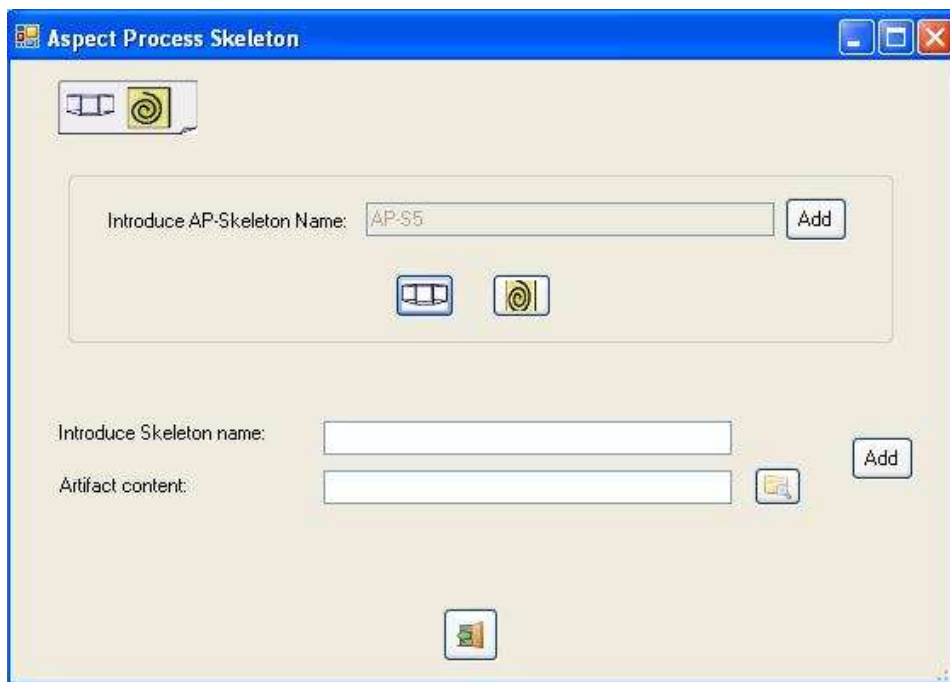 Aspect Process Skeleton
Introduce AP-Skeleton Name: AP-S5 Add
Introduce Skeleton name:
Add
Artifact content: